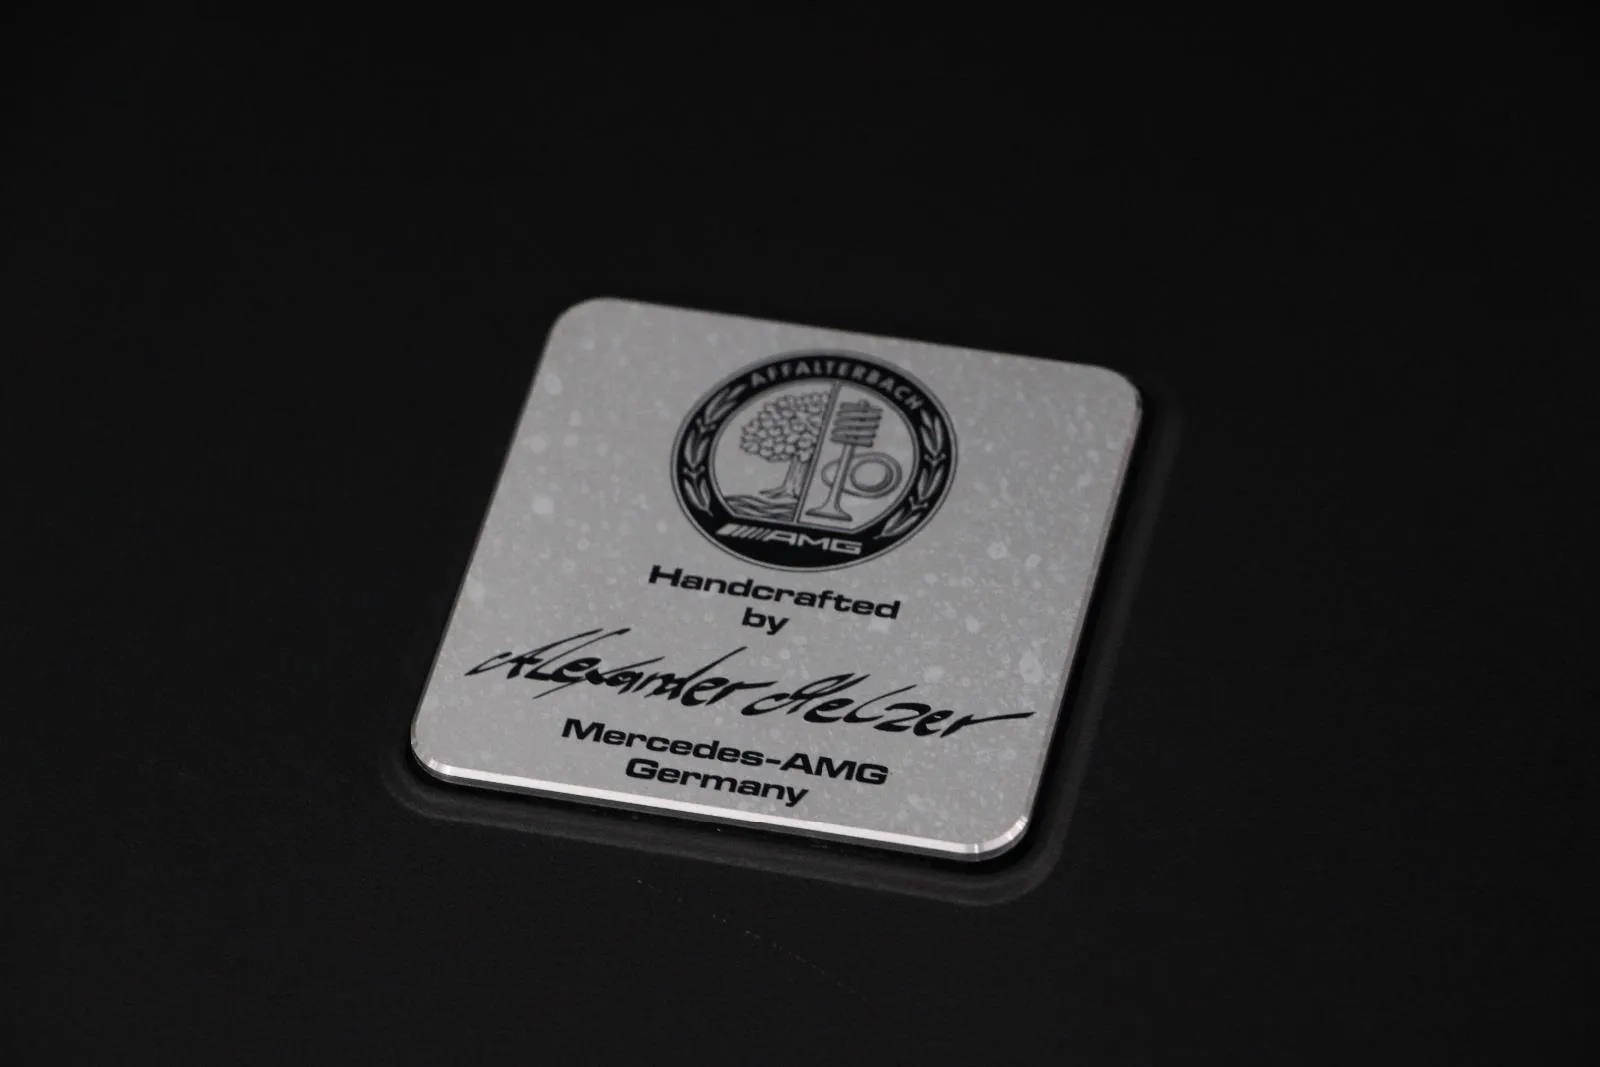 AFFALTERBACH
AMG
Handcrafted
by
Alexander Melzer
Mercedes-AMG
Germany